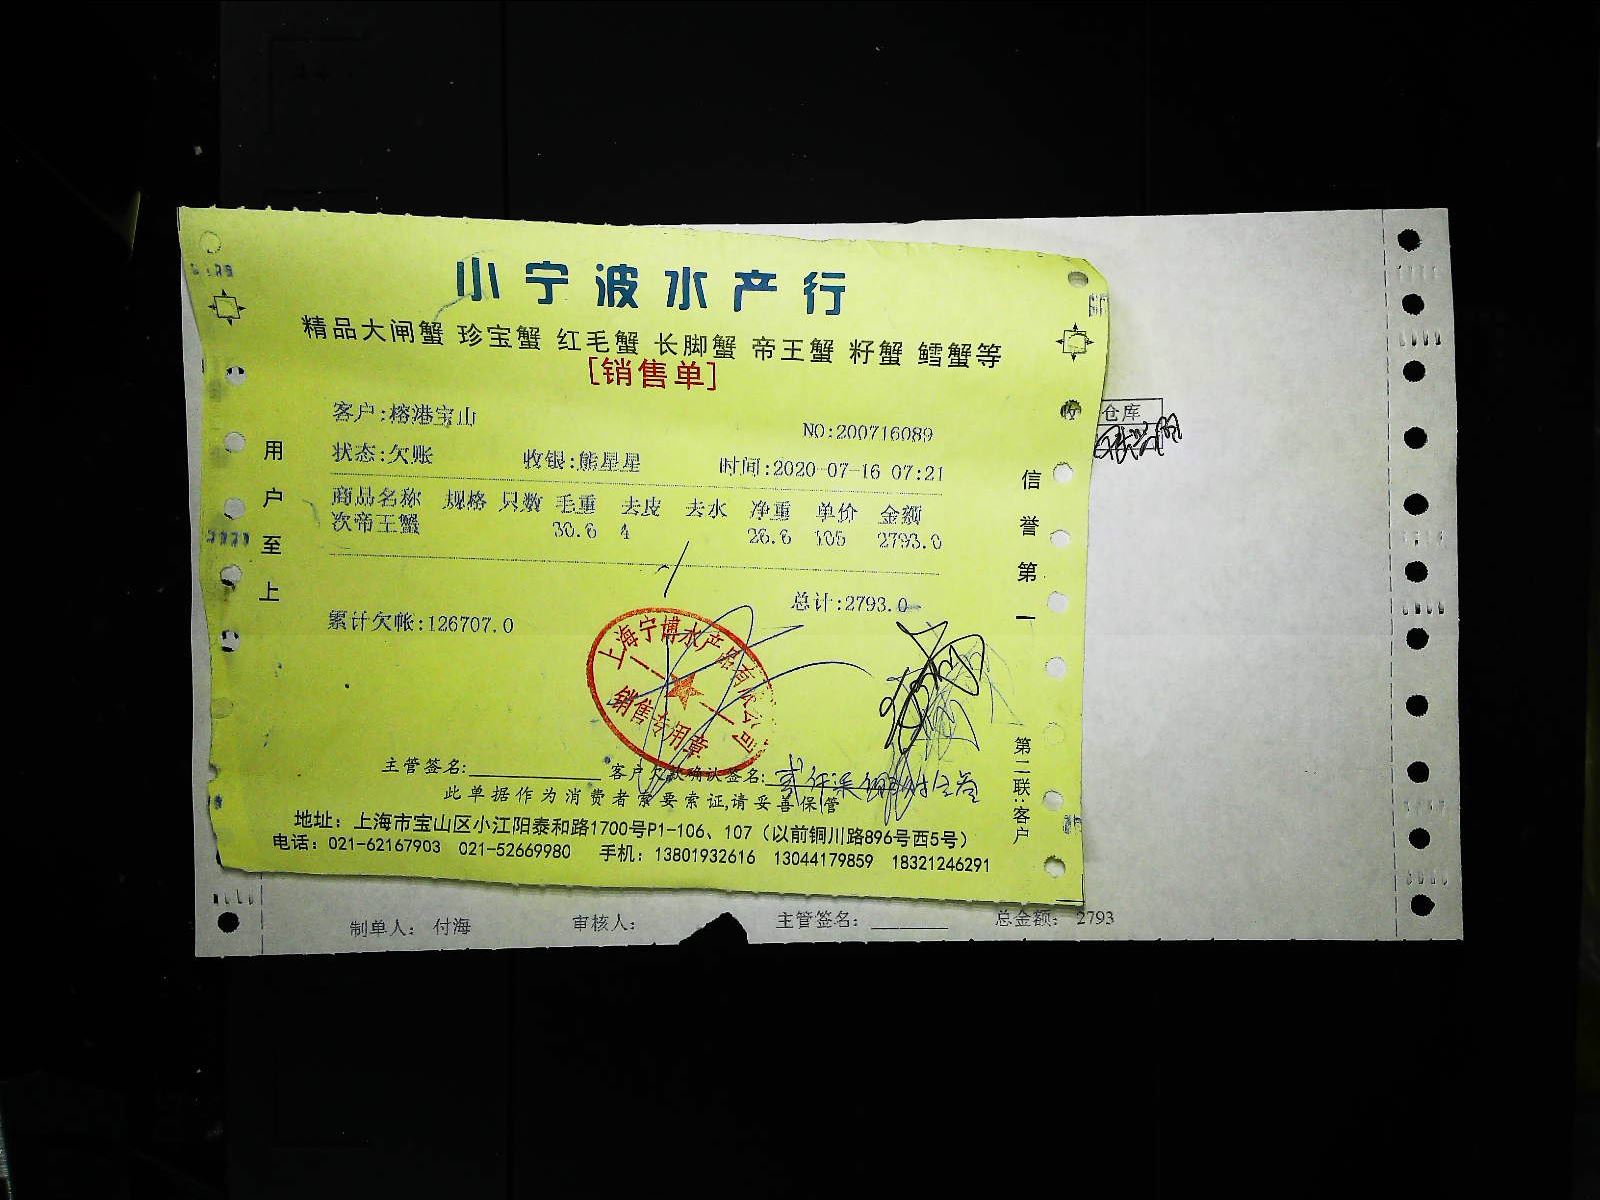 小宁波水产行
精品大闸蟹 珍宝蟹 红毛蟹 长脚蟹 帝王蟹 籽蟹 鳕蟹等
[销售单]
客户:榕港宝山
NO:200716089
状态:欠账 收银:熊星星 时间:2020-07-16 07:21
商品名称 规格 只数 毛重 去皮 去水 净重 单价 金额
次帝王蟹 30.6 4 26.6 105 2793.0
总计:2793.0
累计欠帐:126707.0
用户至上
信誉第一
上海宁博水产品有限公司
销售专用章
第二联:客户
主管签名: 客户欠款确认签名:
此单据作为消费者索要索证,请妥善保管
地址：上海市宝山区小江阳泰和路1700号P1-106、107（以前铜川路896号西5号）
电话：021-62167903 021-52669980 手机：13801932616 13044179859 18321246291
收 仓库
制单人： 付海 审核人： 主管签名： 总金额： 2793